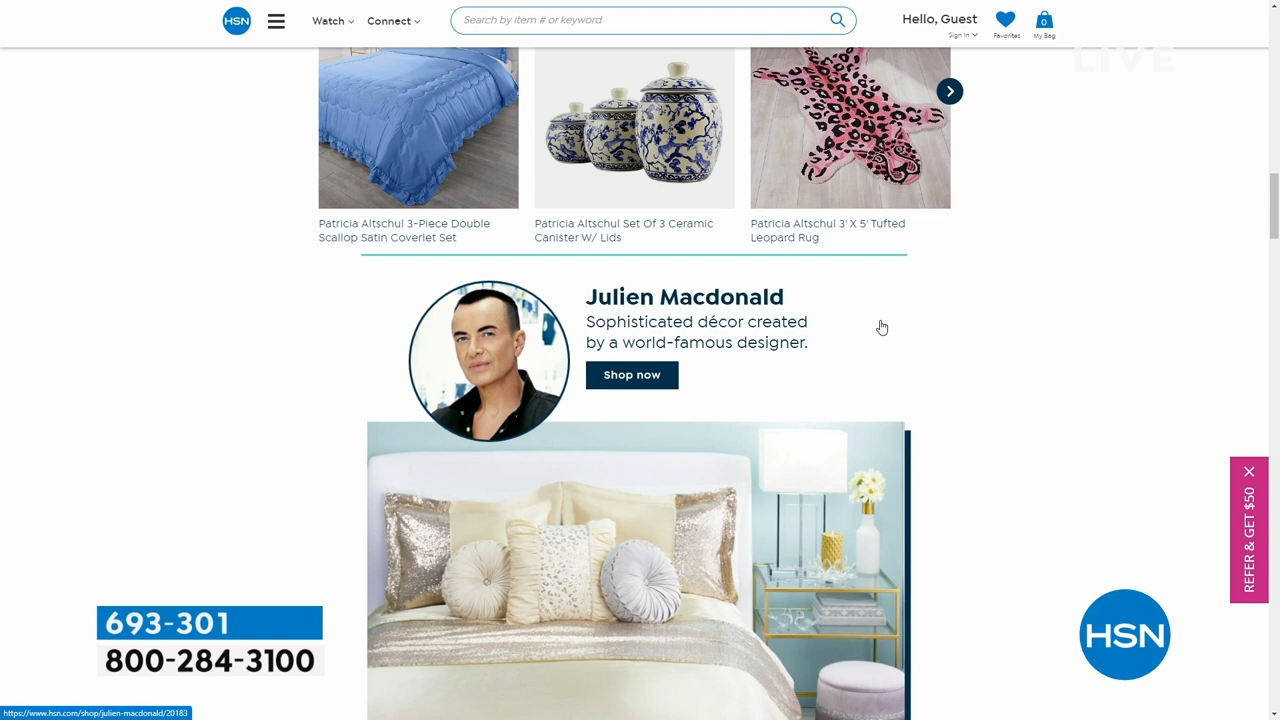 HSN
Watch
Connect
Search by item # or keyword
Hello, Guest
Sign In
Favorites
0
My Bag
LIVE
Patricia Altschul 3-Piece Double
Scallop Satin Coverlet Set
Patricia Altschul Set Of 3 Ceramic
Canister W/ Lids
Patricia Altschul 3' X 5' Tufted
Leopard Rug
Julien Macdonald
Sophisticated décor created
by a world-famous designer.
Shop now
REFER & GET $50
693-301
800-284-3100
HSN
https://www.hsn.com/shop/julien-macdonald/20183